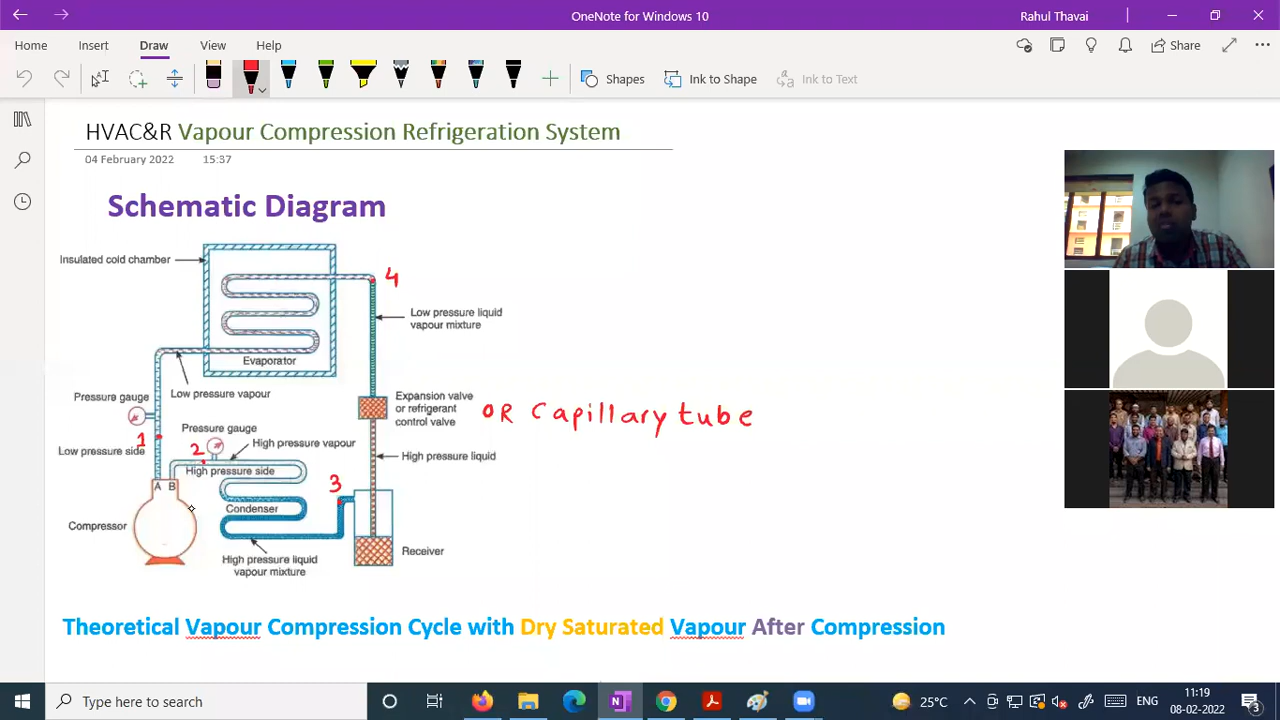 OneNote for Windows 10
Rahul Thavai
Home Insert Draw View Help
Share
Shapes Ink to Shape Ink to Text
HVAC&R Vapour Compression Refrigeration System
04 February 2022 15:37
Schematic Diagram
Insulated cold chamber
4
Low pressure liquid
vapour mixture
Evaporator
Low pressure vapour
Pressure gauge
Expansion valve
or refrigerant
control valve
OR Capillary tube
Pressure gauge
1
2
High pressure vapour
Low pressure side
High pressure side
High pressure liquid
3
A B
Condenser
Compressor
Receiver
High pressure liquid
vapour mixture
Theoretical Vapour Compression Cycle with Dry Saturated Vapour After Compression
Type here to search
25°C
ENG
11:19
08-02-2022
3